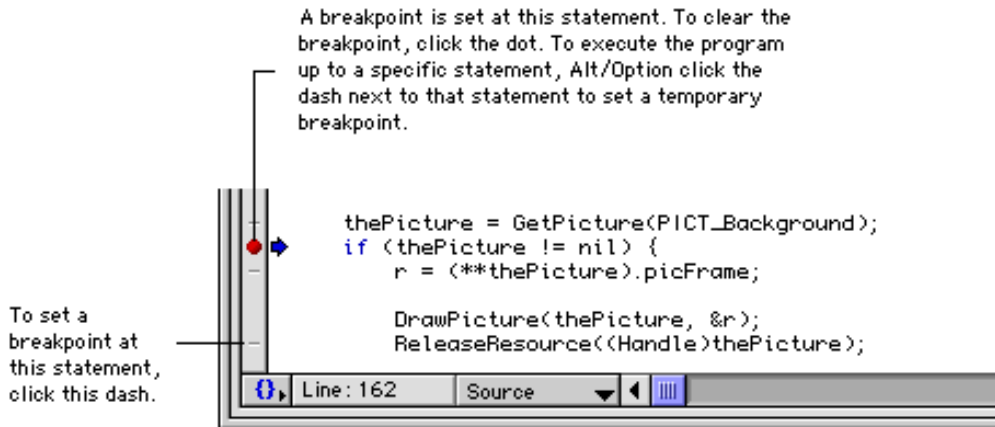 A breakpoint is set at this statement. To clear the
breakpoint, click the dot. To execute the program
up to a specific statement, Alt/Option click the
dash next to that statement to set a temporary
breakpoint.
thePicture = GetPicture(PICT_Background);
if (thePicture != nil) {
r = (**thePicture).picFrame;
DrawPicture(thePicture, &r);
ReleaseResource((Handle)thePicture);
To set a
breakpoint at
this statement,
click this dash.
{} Line: 162 Source